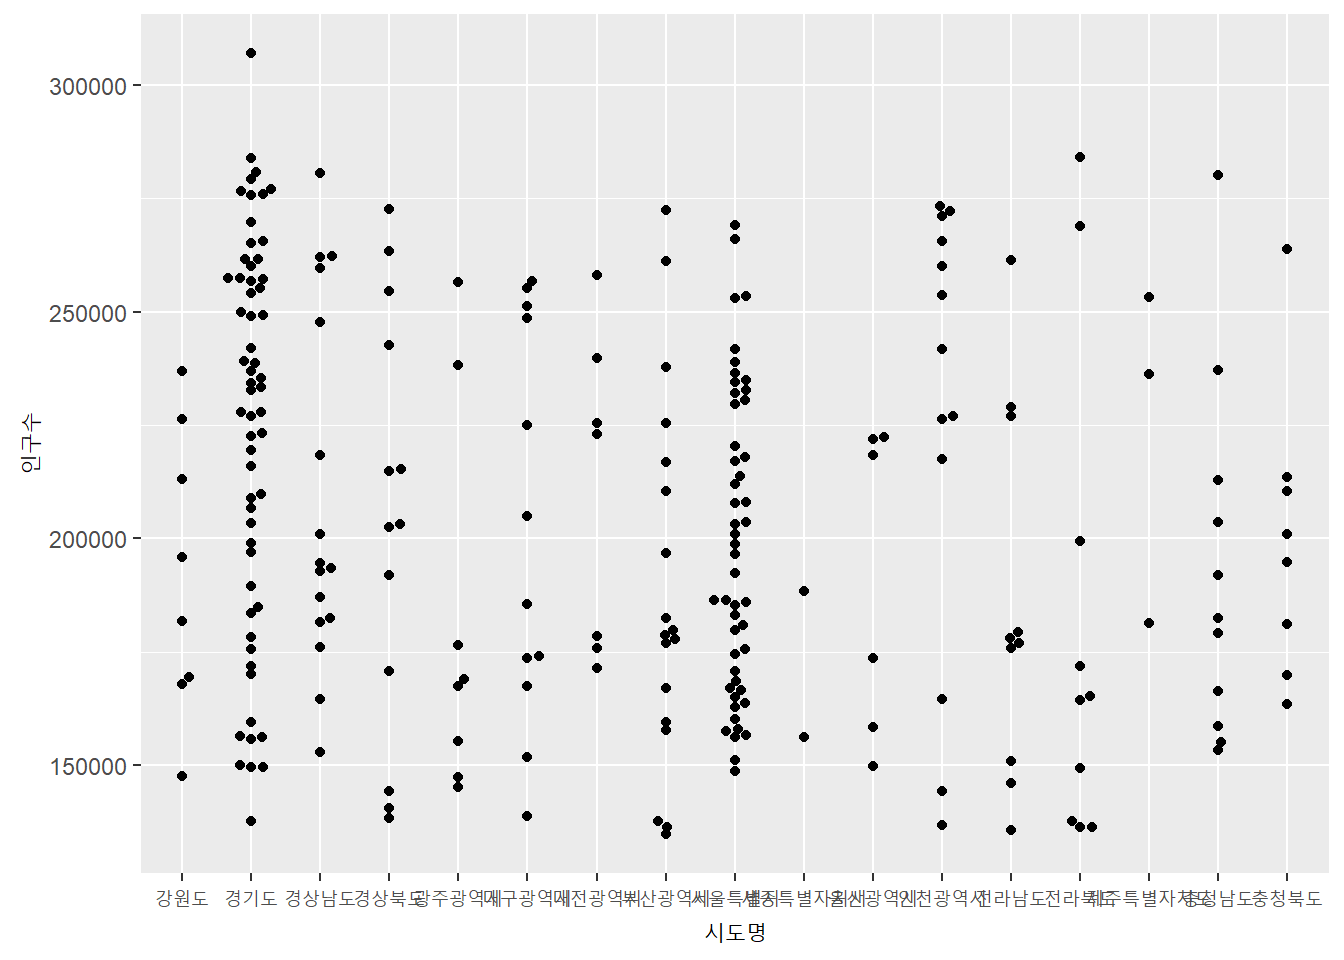 인구수
300000
250000
200000
150000
강원도 경기도 경상남도 경상북도 광주광역시 대구광역시 대전광역시 부산광역시 서울특별시 세종특별자치시 울산광역시 인천광역시 전라남도 전라북도 제주특별자치도 충청남도 충청북도
시도명